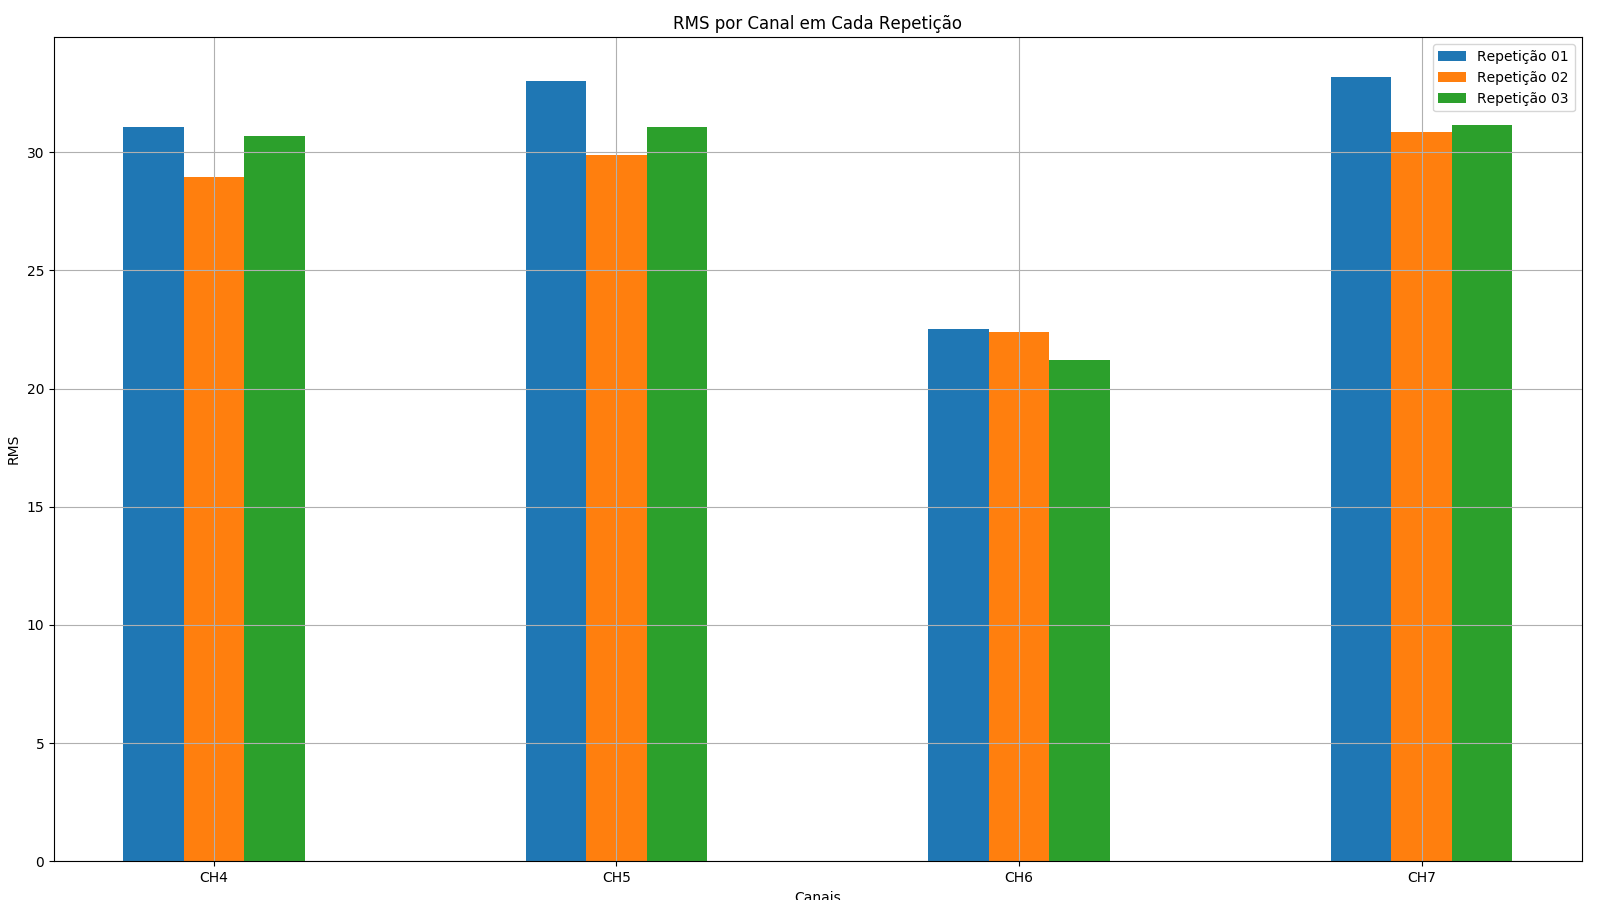 RMS por Canal em Cada Repetição
Repetição 01
Repetição 02
Repetição 03
30
25
20
15
10
5
0
RMS
CH4 CH5 CH6 CH7
Canais